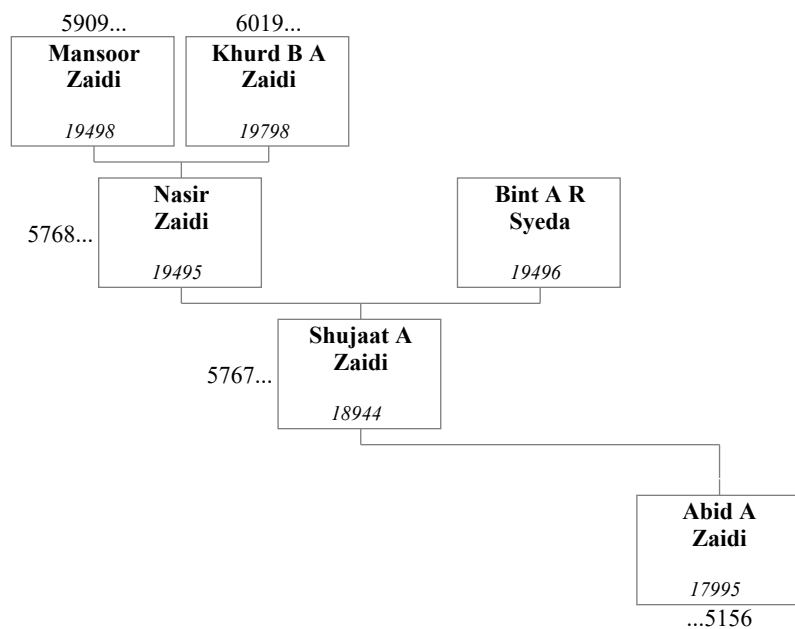 5909...
6019...
Mansoor
Zaidi
19498
Khurd B A
Zaidi
19798
5768...
Nasir
Zaidi
19495
Bint A R
Syeda
19496
5767...
Shujaat A
Zaidi
18944
Abid A
Zaidi
17995
...5156